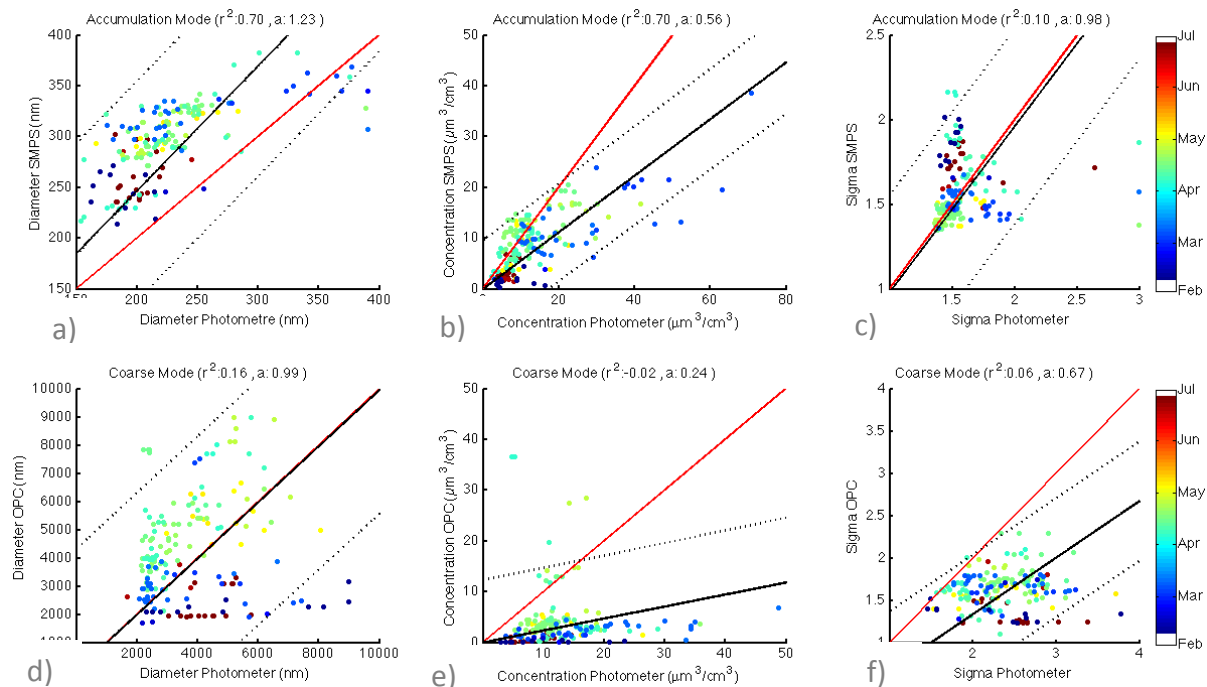 Accumulation Mode (r²:0.70 , a: 1.23 )
Diameter SMPS (nm)
400
350
300
250
200
150
150 200 250 300 350 400
Diameter Photometre (nm)
a)
Accumulation Mode (r²:0.70 , a: 0.56 )
Concentration SMPS (μm³/cm³)
50
40
30
20
10
0
0 20 40 60 80
Concentration Photometer (μm³/cm³)
b)
Accumulation Mode (r²:0.10 , a: 0.98 )
Sigma SMPS
2.5
2
1.5
1
1 1.5 2 2.5 3
Sigma Photometer
c)
Jul
Jun
May
Apr
Mar
Feb
Coarse Mode (r²:0.16 , a: 0.99 )
Diameter OPC (nm)
10000
9000
8000
7000
6000
5000
4000
3000
2000
1000
2000 4000 6000 8000 10000
Diameter Photometer (nm)
d)
Coarse Mode (r²:-0.02 , a: 0.24 )
Concentration OPC (μm³/cm³)
50
40
30
20
10
0
10 20 30 40 50
Concentration Photometer (μm³/cm³)
e)
Coarse Mode (r²:0.06 , a: 0.67 )
Sigma OPC
4
3.5
3
2.5
2
1.5
1
2 3 4
Sigma Photometer
f)
Jul
Jun
May
Apr
Mar
Feb